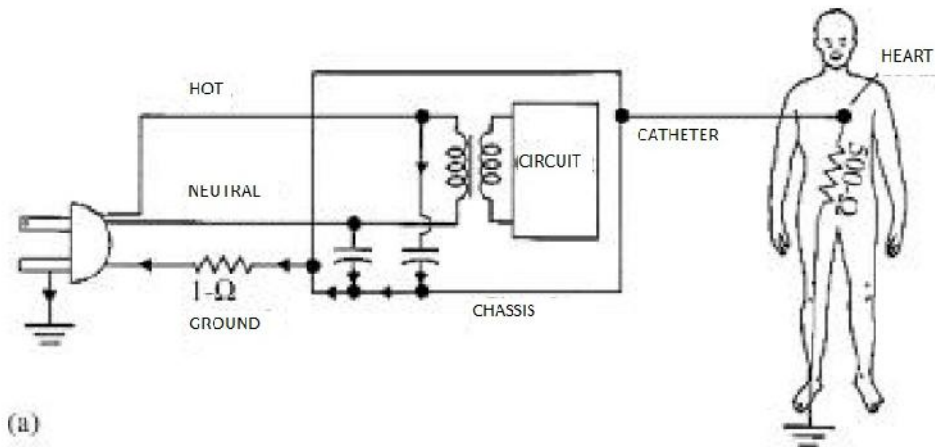 HEART
HOT
CATHETER
CIRCUIT
500-Ω
NEUTRAL
1-Ω
GROUND
CHASSIS
(a)